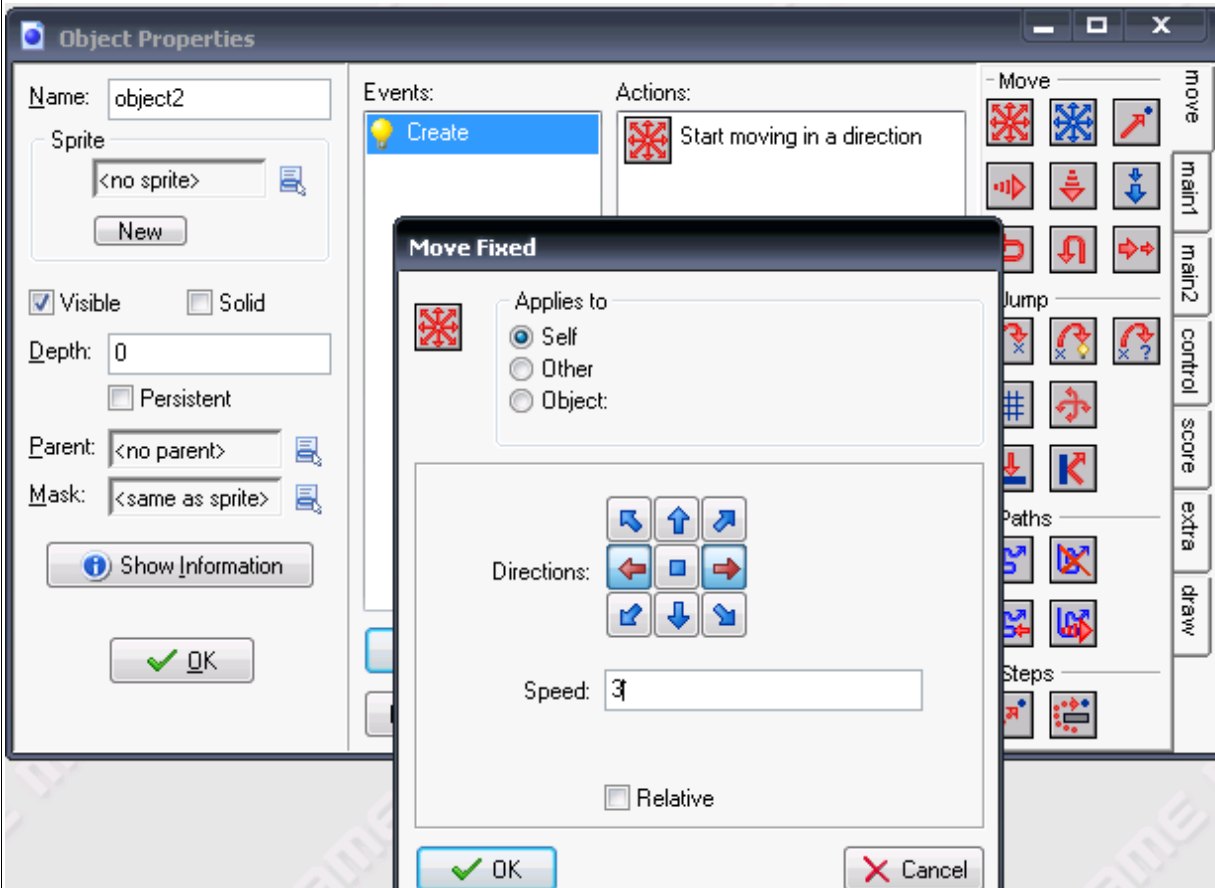 Object Properties
Name: object2
Sprite
<no sprite>
New
Visible Solid
Depth: 0
Persistent
Parent: <no parent>
Mask: <same as sprite>
Show Information
OK
Events:
Create
Actions:
Start moving in a direction
Move
Jump
Paths
Steps
move
main1
main2
control
score
extra
draw
Move Fixed
Applies to
Self
Other
Object:
Directions:
Speed: 3
Relative
OK
Cancel